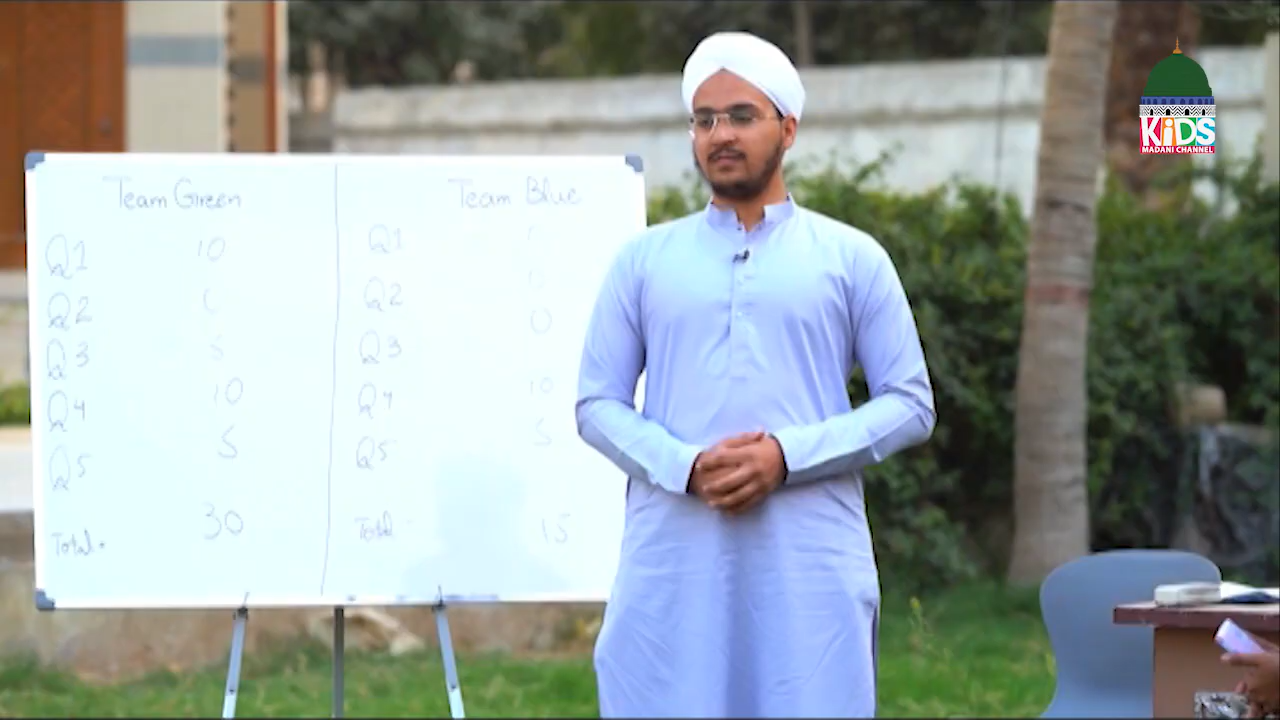 Team Green
Q1 10
Q2
Q3 5
Q4 10
Q5 5
Total 30
Team Blue
Q1
Q2
Q3 0
Q4 10
Q5 5
Total 15
KiDS
MADANI CHANNEL